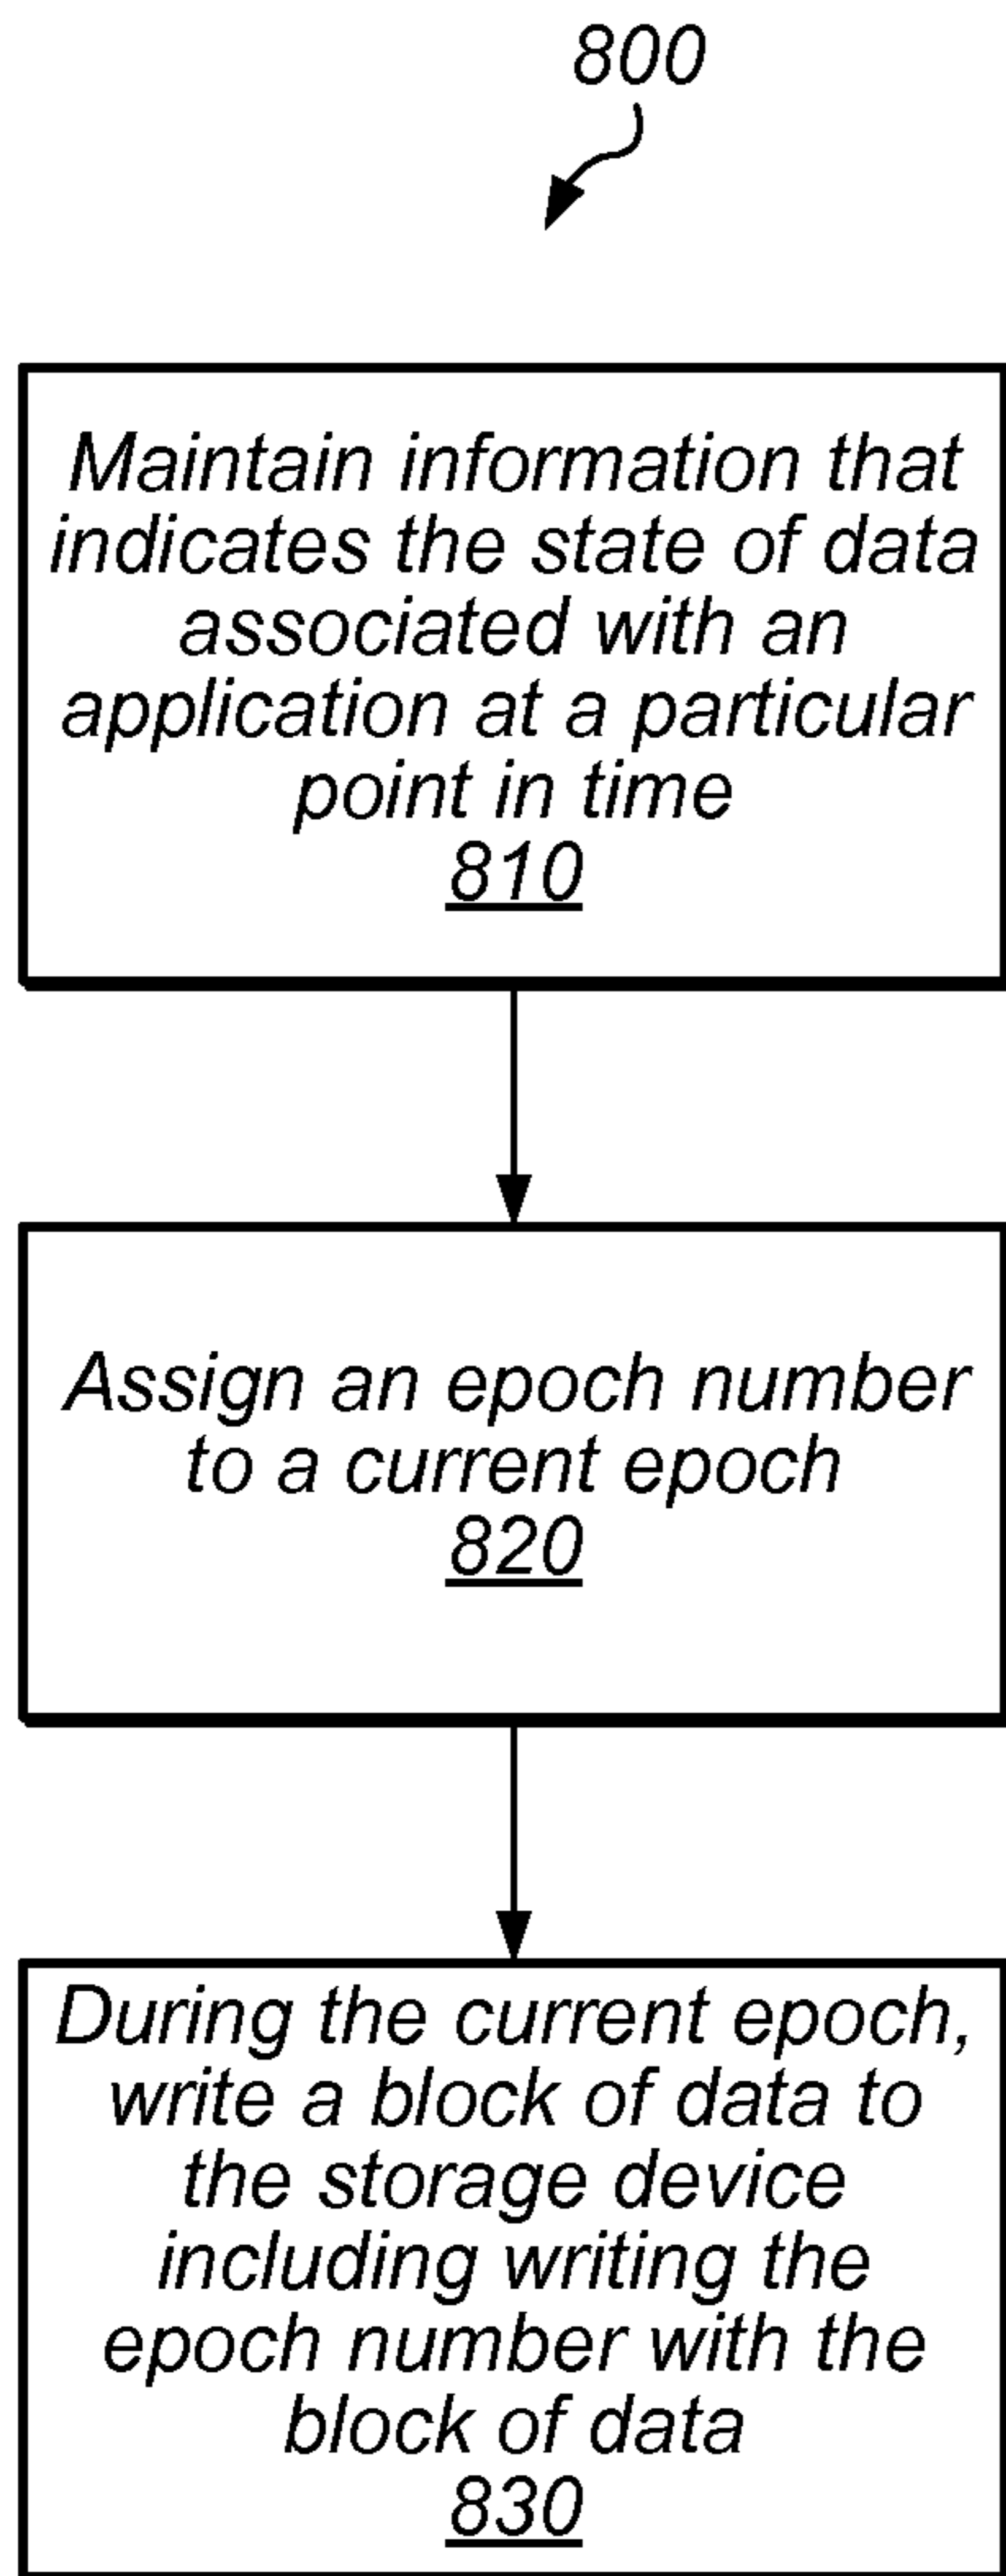 800
Maintain information that
indicates the state of data
associated with an
application at a particular
point in time
810
Assign an epoch number
to a current epoch
820
During the current epoch,
write a block of data to
the storage device
including writing the
epoch number with the
block of data
830